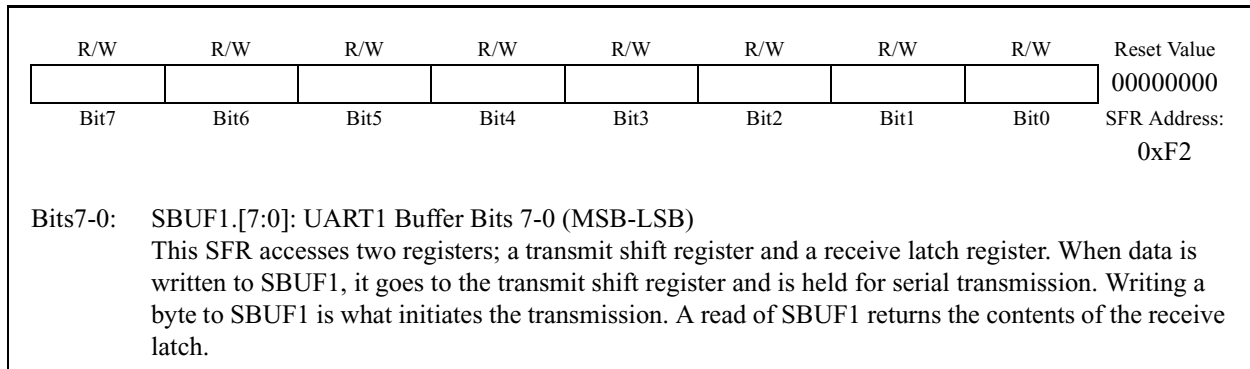 R/W R/W R/W R/W R/W R/W R/W R/W Reset Value
00000000
Bit7 Bit6 Bit5 Bit4 Bit3 Bit2 Bit1 Bit0 SFR Address:
0xF2
Bits7-0: SBUF1.[7:0]: UART1 Buffer Bits 7-0 (MSB-LSB)
This SFR accesses two registers; a transmit shift register and a receive latch register. When data is
written to SBUF1, it goes to the transmit shift register and is held for serial transmission. Writing a
byte to SBUF1 is what initiates the transmission. A read of SBUF1 returns the contents of the receive
latch.